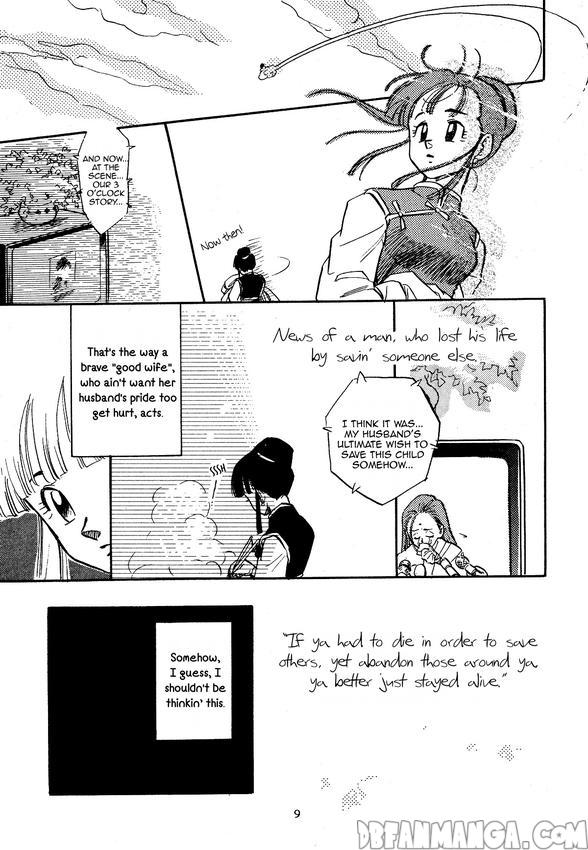 AND NOW...
AT THE
SCENE...
OUR 3
O'CLOCK
STORY...
Now then!
News of a man, who lost his life
by savin' someone else.
I THINK IT WAS...
MY HUSBAND'S
ULTIMATE WISH TO
SAVE THIS CHILD
SOMEHOW...
SSSH
That's the way a
brave "good wife",
who ain't want her
husband's pride too
get hurt, acts.
"If ya had to die in order to save
others, yet abandon those around ya,
ya better just stayed alive."
Somehow,
I guess, I
shouldn't be
thinkin' this.
9
DBFANMANGA.COM